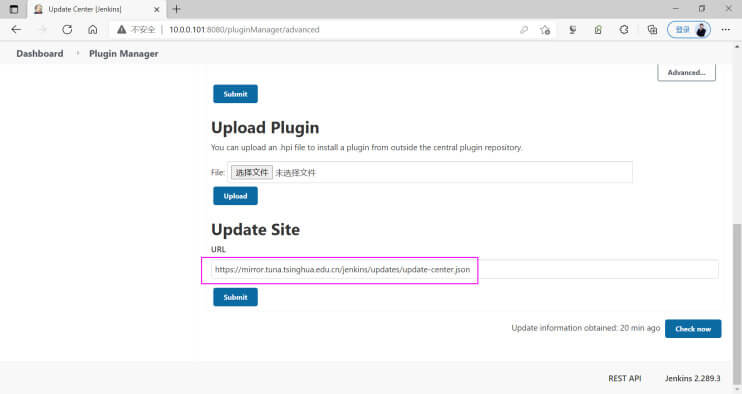 Update Center [Jenkins]
不安全 10.0.0.101:8080/pluginManager/advanced
登录
Dashboard Plugin Manager
Advanced...
Submit
Upload Plugin
You can upload an .hpi file to install a plugin from outside the central plugin repository.
File: 选择文件 未选择文件
Upload
Update Site
URL
https://mirror.tuna.tsinghua.edu.cn/jenkins/updates/update-center.json
Submit
Update information obtained: 20 min ago Check now
REST API Jenkins 2.289.3